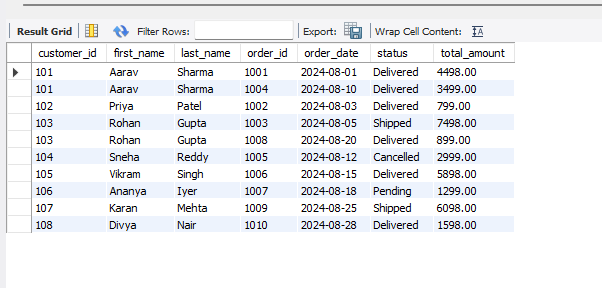 Result Grid Filter Rows: Export: Wrap Cell Content:
customer_id first_name last_name order_id order_date status total_amount
101 Aarav Sharma 1001 2024-08-01 Delivered 4498.00
101 Aarav Sharma 1004 2024-08-10 Delivered 3499.00
102 Priya Patel 1002 2024-08-03 Delivered 799.00
103 Rohan Gupta 1003 2024-08-05 Shipped 7498.00
103 Rohan Gupta 1008 2024-08-20 Delivered 899.00
104 Sneha Reddy 1005 2024-08-12 Cancelled 2999.00
105 Vikram Singh 1006 2024-08-15 Delivered 5898.00
106 Ananya Iyer 1007 2024-08-18 Pending 1299.00
107 Karan Mehta 1009 2024-08-25 Shipped 6098.00
108 Divya Nair 1010 2024-08-28 Delivered 1598.00